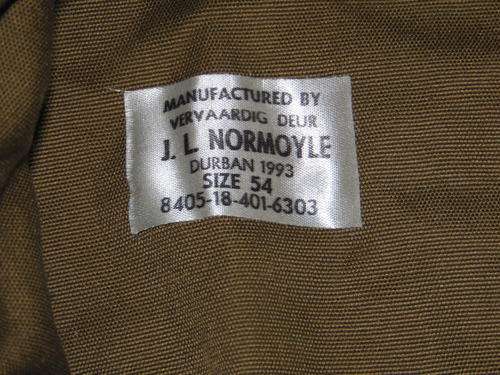 MANUFACTURED BY
VERVAARDIG DEUR
J. L. NORMOYLE
DURBAN 1993
SIZE 54
8405-18-401-6303